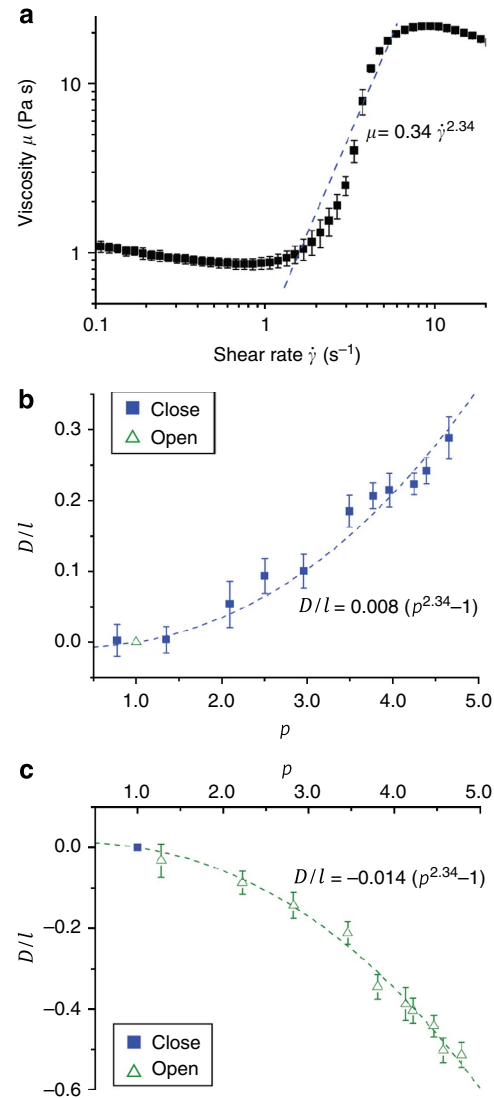 a
10
1
Viscosity μ (Pa s)
μ= 0.34 γ̇^2.34
0.1
1
10
Shear rate γ̇ (s⁻¹)
b
Close
Open
0.3
0.2
0.1
0.0
D/l
D/l = 0.008 (p^2.34–1)
1.0
2.0
3.0
4.0
5.0
p
c
p
1.0
2.0
3.0
4.0
5.0
0.0
–0.2
–0.4
–0.6
D/l
D/l = –0.014 (p^2.34–1)
Close
Open